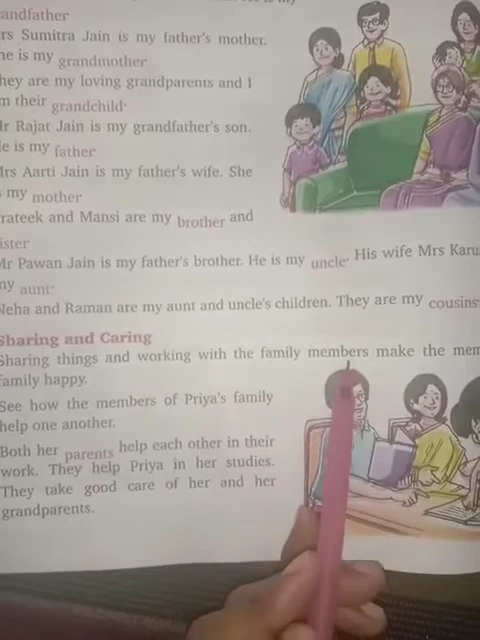 andfather
rs Sumitra Jain is my father's mother.
he is my grandmother
hey are my loving grandparents and I
m their grandchild.
Mr Rajat Jain is my grandfather's son.
He is my father
Mrs Aarti Jain is my father's wife. She
s my mother
rateek and Mansi are my brother and
ister
Mr Pawan Jain is my father's brother. He is my uncle. His wife Mrs Karu
my aunt.
Neha and Raman are my aunt and uncle's children. They are my cousins
Sharing and Caring
Sharing things and working with the family members make the mem
family happy.
See how the members of Priya's family
help one another.
Both her parents help each other in their
work. They help Priya in her studies.
They take good care of her and her
grandparents.